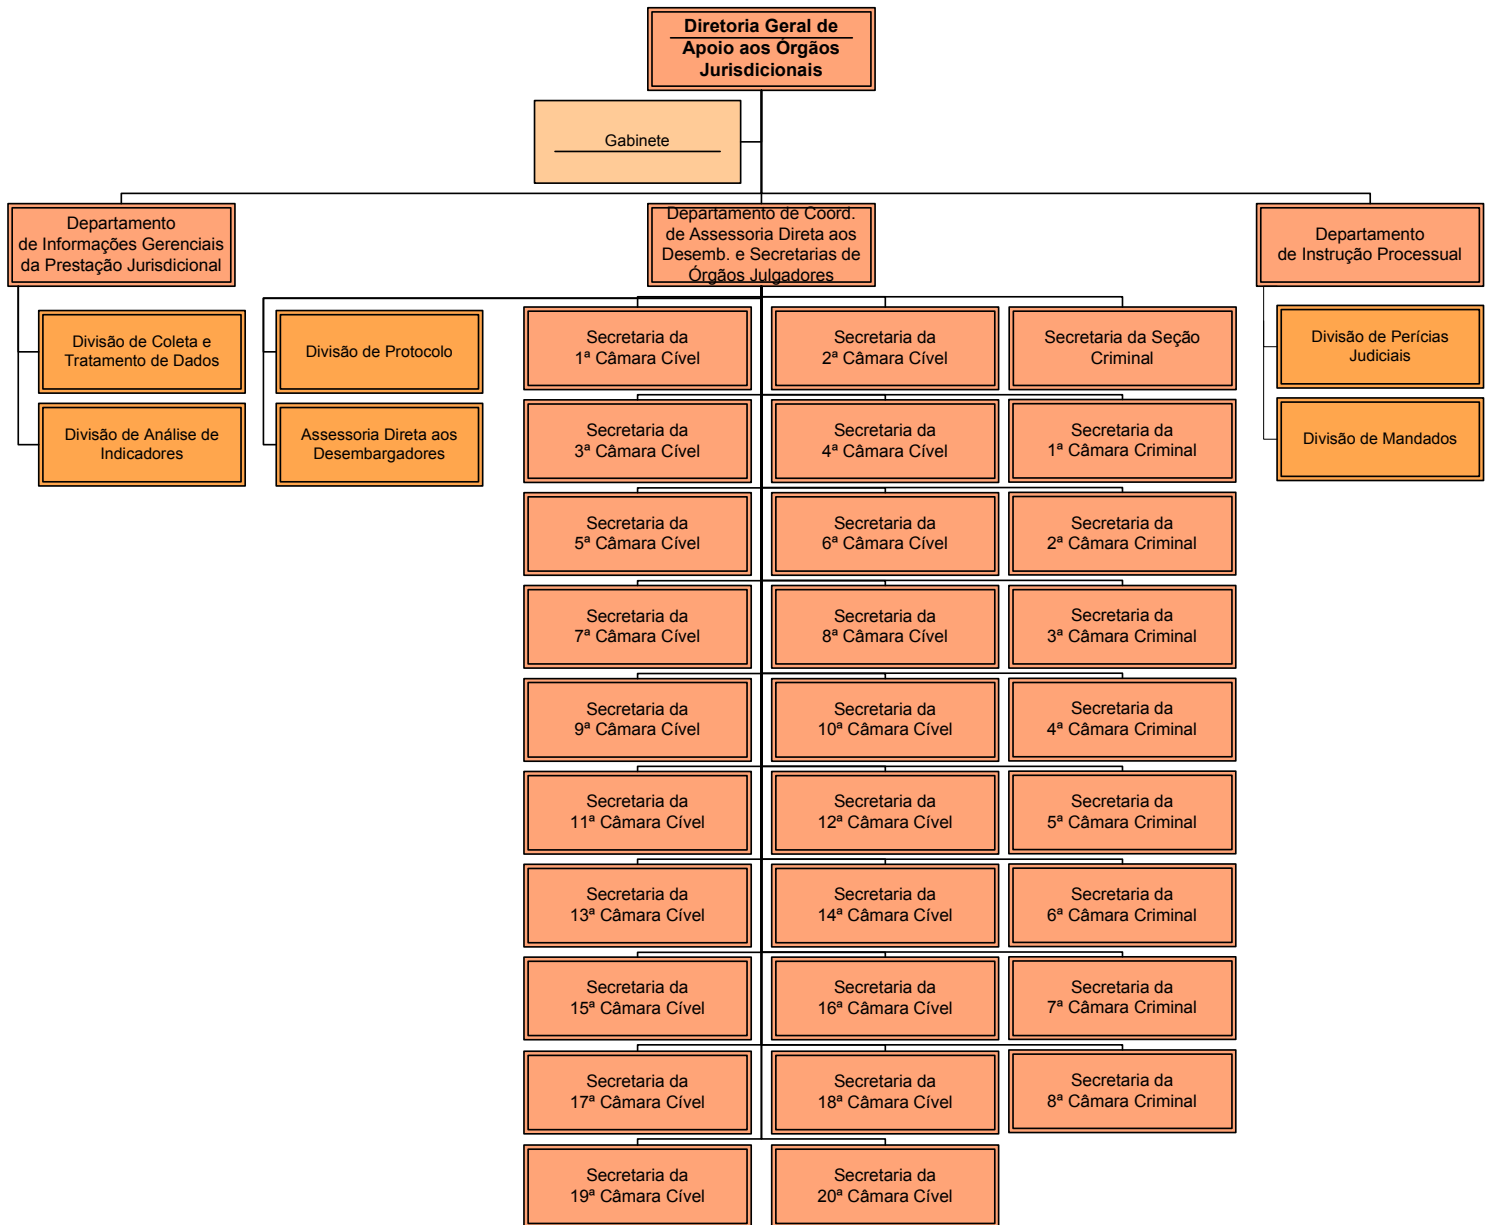 Diretoria Geral de
Apoio aos Órgãos
Jurisdicionais
Gabinete
Departamento
de Informações Gerenciais
da Prestação Jurisdicional
Departamento de Coord.
de Assessoria Direta aos
Desemb. e Secretarias de
Órgãos Julgadores
Departamento
de Instrução Processual
Divisão de Coleta e
Tratamento de Dados
Divisão de Análise de
Indicadores
Divisão de Protocolo
Assessoria Direta aos
Desembargadores
Secretaria da
1ª Câmara Cível
Secretaria da
2ª Câmara Cível
Secretaria da Seção
Criminal
Secretaria da
3ª Câmara Cível
Secretaria da
4ª Câmara Cível
Secretaria da
1ª Câmara Criminal
Secretaria da
5ª Câmara Cível
Secretaria da
6ª Câmara Cível
Secretaria da
2ª Câmara Criminal
Secretaria da
7ª Câmara Cível
Secretaria da
8ª Câmara Cível
Secretaria da
3ª Câmara Criminal
Secretaria da
9ª Câmara Cível
Secretaria da
10ª Câmara Cível
Secretaria da
4ª Câmara Criminal
Secretaria da
11ª Câmara Cível
Secretaria da
12ª Câmara Cível
Secretaria da
5ª Câmara Criminal
Secretaria da
13ª Câmara Cível
Secretaria da
14ª Câmara Cível
Secretaria da
6ª Câmara Criminal
Secretaria da
15ª Câmara Cível
Secretaria da
16ª Câmara Cível
Secretaria da
7ª Câmara Criminal
Secretaria da
17ª Câmara Cível
Secretaria da
18ª Câmara Cível
Secretaria da
8ª Câmara Criminal
Secretaria da
19ª Câmara Cível
Secretaria da
20ª Câmara Cível
Divisão de Perícias
Judiciais
Divisão de Mandados